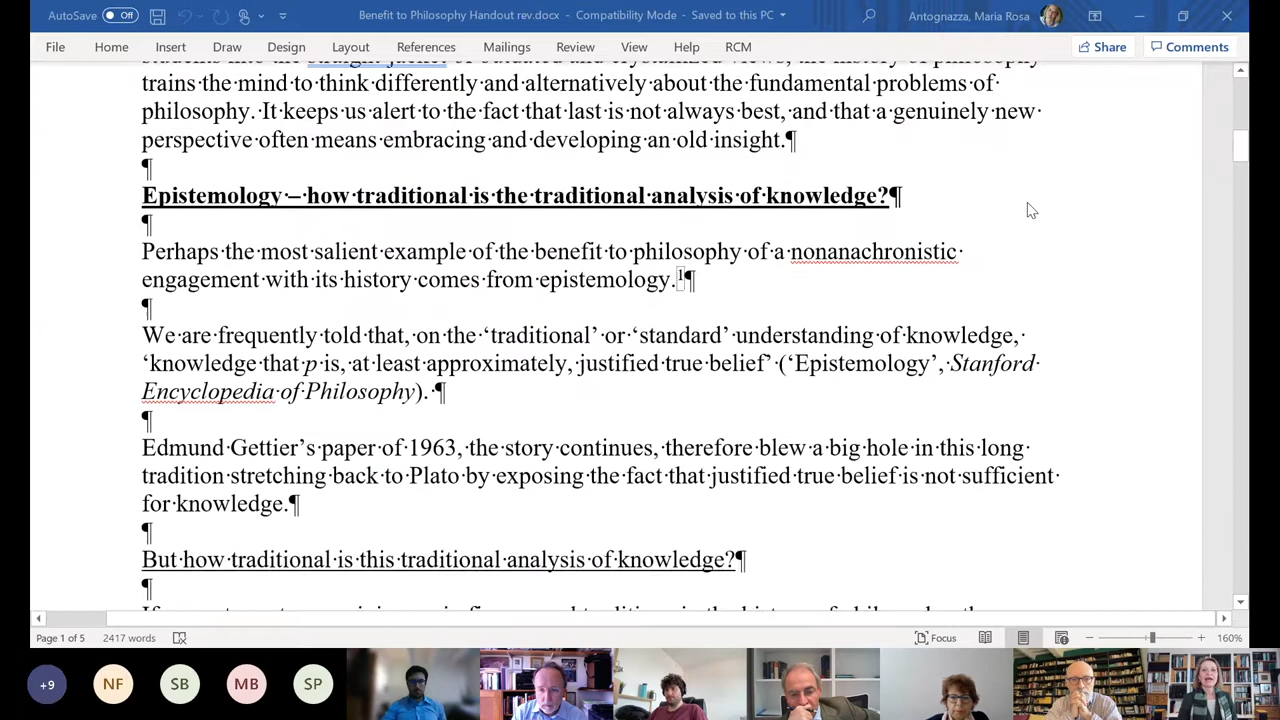 AutoSave Off Benefit to Philosophy Handout rev.docx - Compatibility Mode - Saved to this PC Antognazza, Maria Rosa
File Home Insert Draw Design Layout References Mailings Review View Help RCM Share Comments
trains·the·mind·to·think·differently·and·alternatively·about·the·fundamental·problems·of·
philosophy.·It·keeps·us·alert·to·the·fact·that·last·is·not·always·best,·and·that·a·genuinely·new·
perspective·often·means·embracing·and·developing·an·old·insight.¶
¶
Epistemology·–·how·traditional·is·the·traditional·analysis·of·knowledge?¶
¶
Perhaps·the·most·salient·example·of·the·benefit·to·philosophy·of·a·nonanachronistic·
engagement·with·its·history·comes·from·epistemology.1¶
¶
We·are·frequently·told·that,·on·the·‘traditional’·or·‘standard’·understanding·of·knowledge,·
‘knowledge·that·p·is,·at·least·approximately,·justified·true·belief’·(‘Epistemology’,·Stanford·
Encyclopedia·of·Philosophy).·¶
¶
Edmund·Gettier’s·paper·of·1963,·the·story·continues,·therefore·blew·a·big·hole·in·this·long·
tradition·stretching·back·to·Plato·by·exposing·the·fact·that·justified·true·belief·is·not·sufficient·
for·knowledge.¶
¶
But·how·traditional·is·this·traditional·analysis·of·knowledge?¶
¶
Page 1 of 5 2417 words Focus 160%
+9 NF SB MB SP